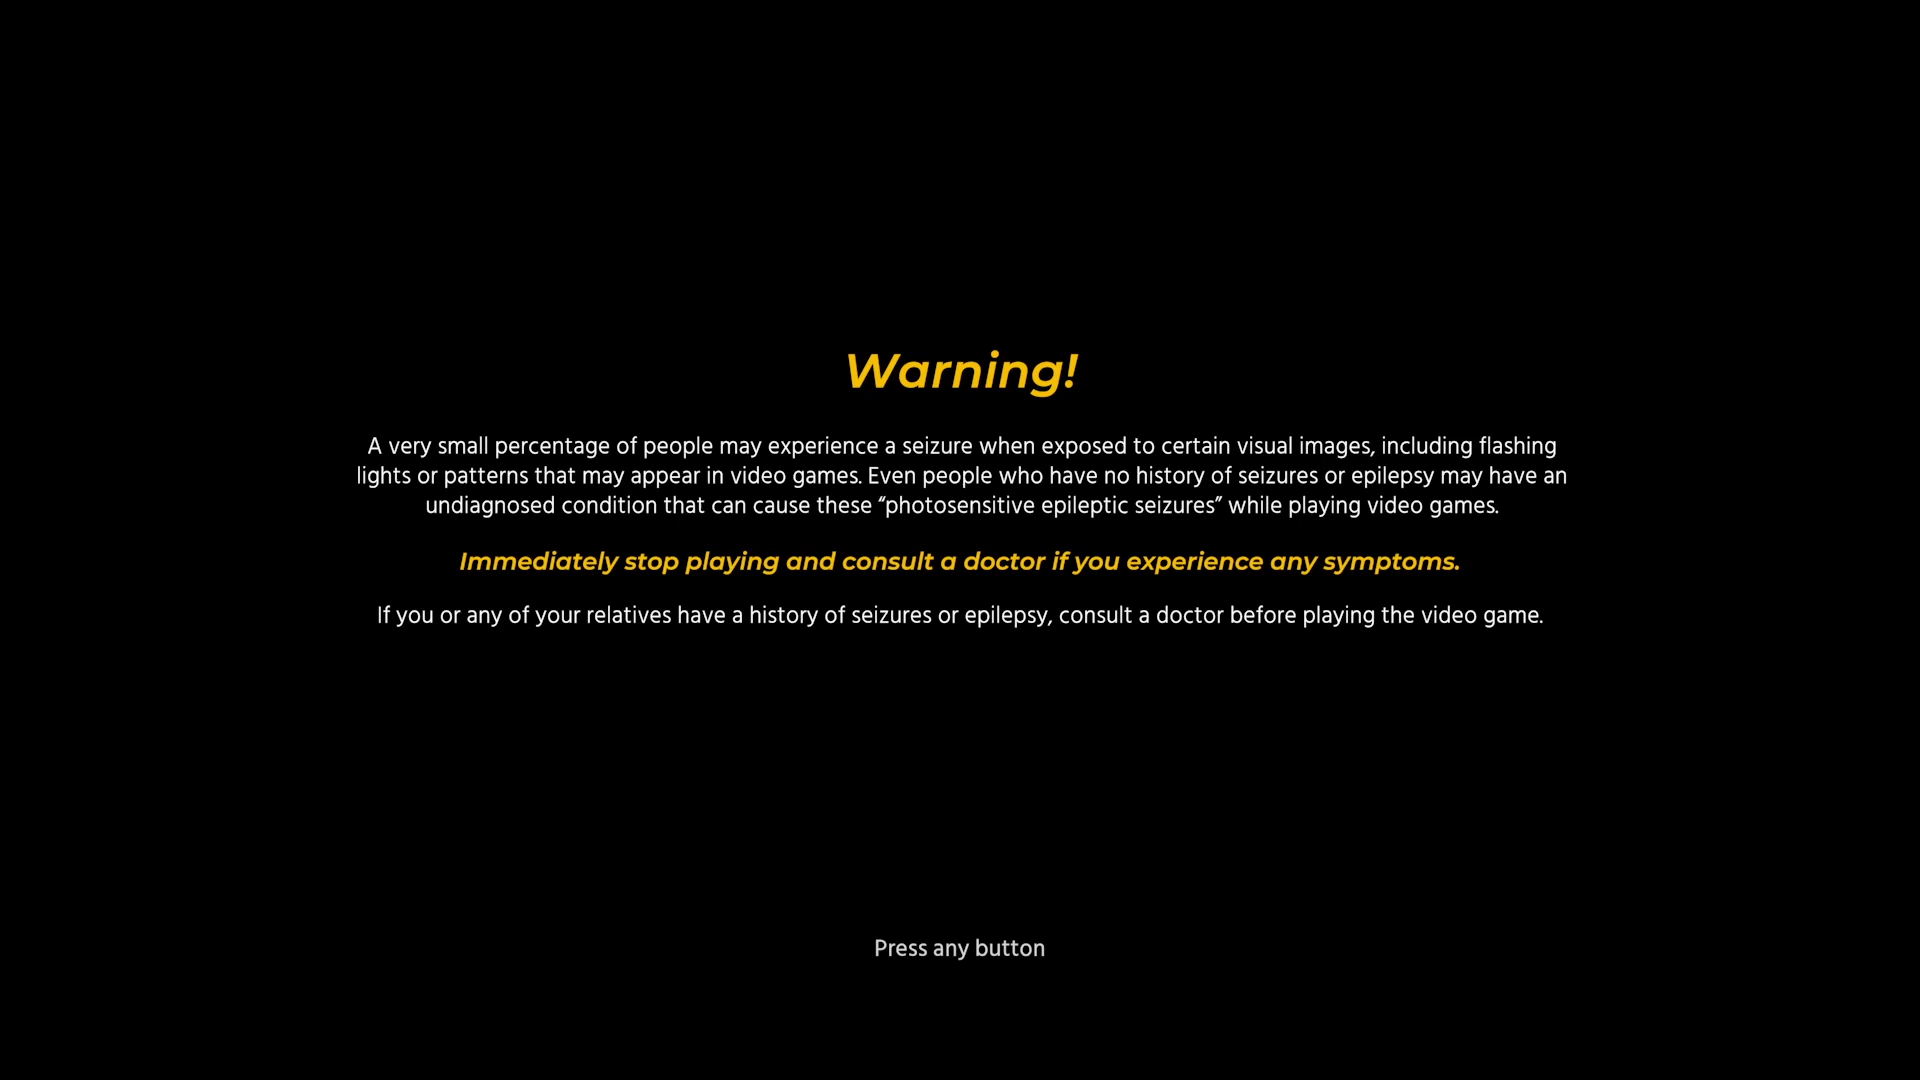 Warning!
A very small percentage of people may experience a seizure when exposed to certain visual images, including flashing
lights or patterns that may appear in video games. Even people who have no history of seizures or epilepsy may have an
undiagnosed condition that can cause these “photosensitive epileptic seizures” while playing video games.
Immediately stop playing and consult a doctor if you experience any symptoms.
If you or any of your relatives have a history of seizures or epilepsy, consult a doctor before playing the video game.
Press any button